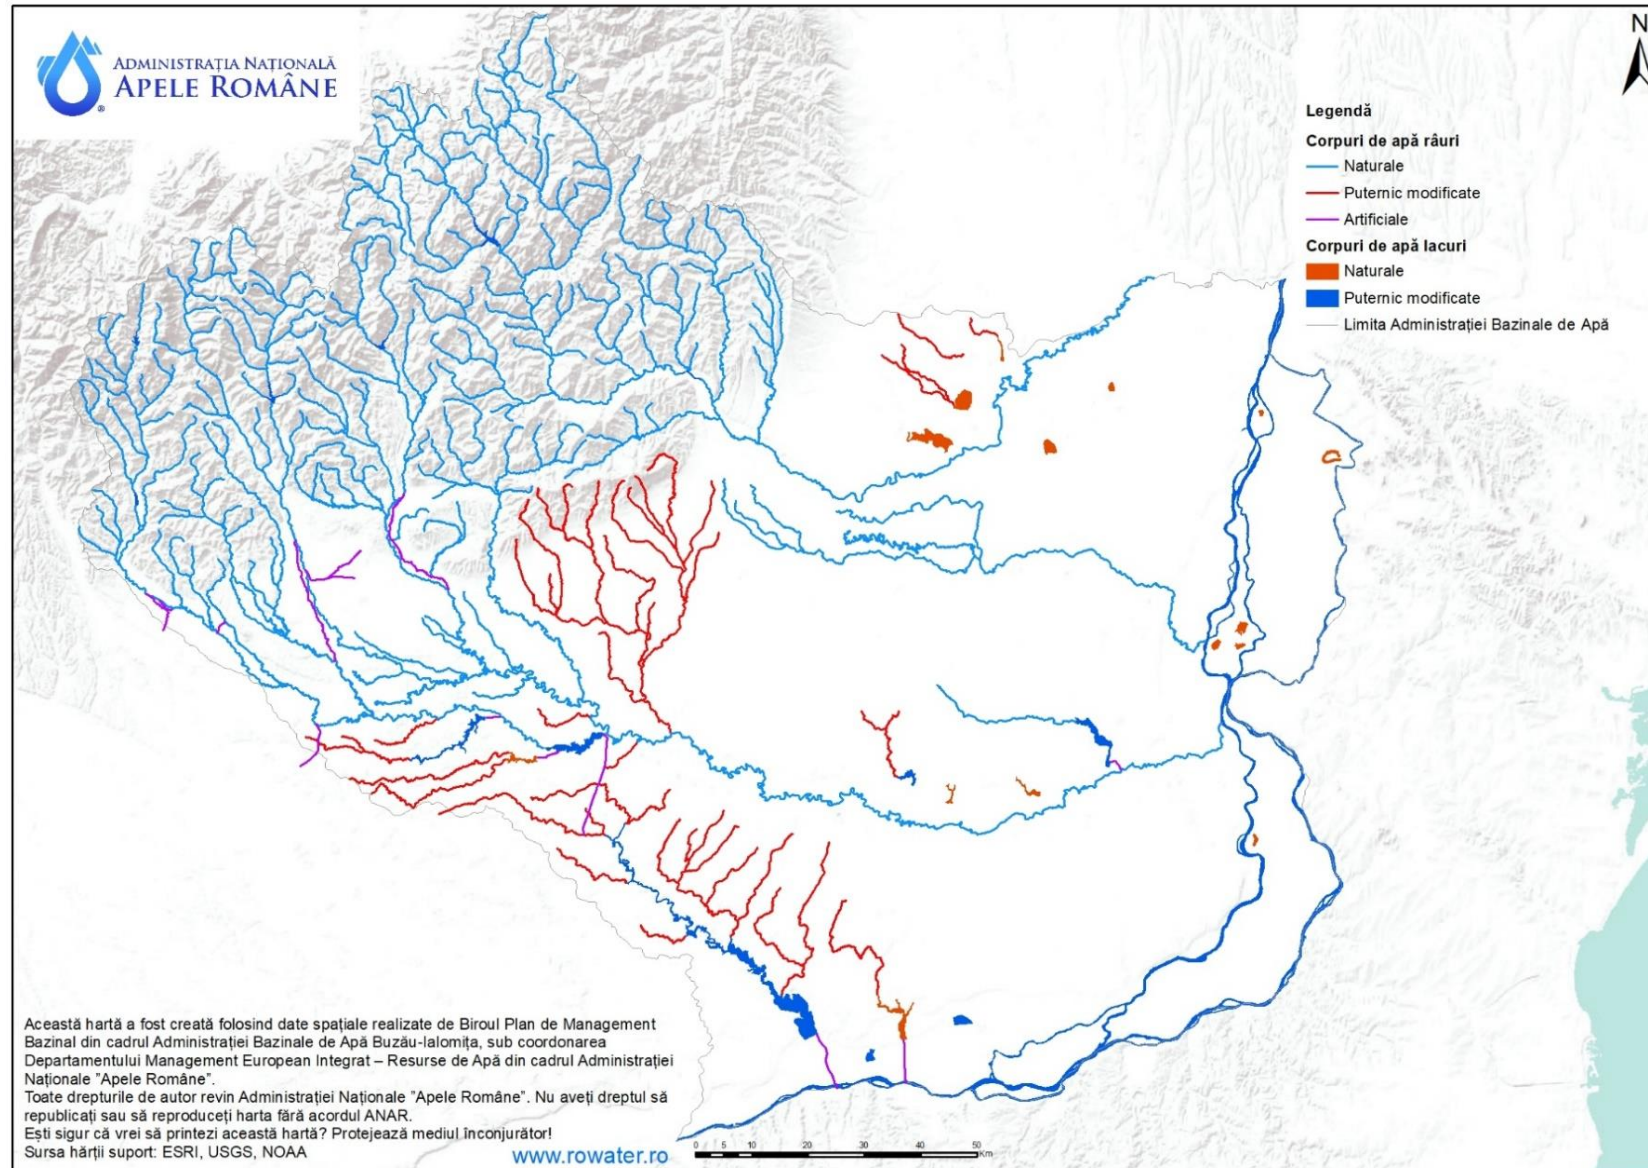 ADMINISTRAȚIA NAȚIONALĂ
APELE ROMÂNE
®
N
Legendă
Corpuri de apă râuri
Naturale
Puternic modificate
Artificiale
Corpuri de apă lacuri
Naturale
Puternic modificate
Limita Administrației Bazinale de Apă
Această hartă a fost creată folosind date spațiale realizate de Biroul Plan de Management
Bazinal din cadrul Administrației Bazinale de Apă Buzău-Ialomița, sub coordonarea
Departamentului Management European Integrat – Resurse de Apă din cadrul Administrației
Naționale "Apele Române".
Toate drepturile de autor revin Administrației Naționale "Apele Române". Nu aveți dreptul să
republicați sau să reproduceți harta fără acordul ANAR.
Ești sigur că vrei să printezi această hartă? Protejează mediul înconjurător!
Sursa hărții suport: ESRI, USGS, NOAA
www.rowater.ro
0 5 10 20 30 40 50
Km